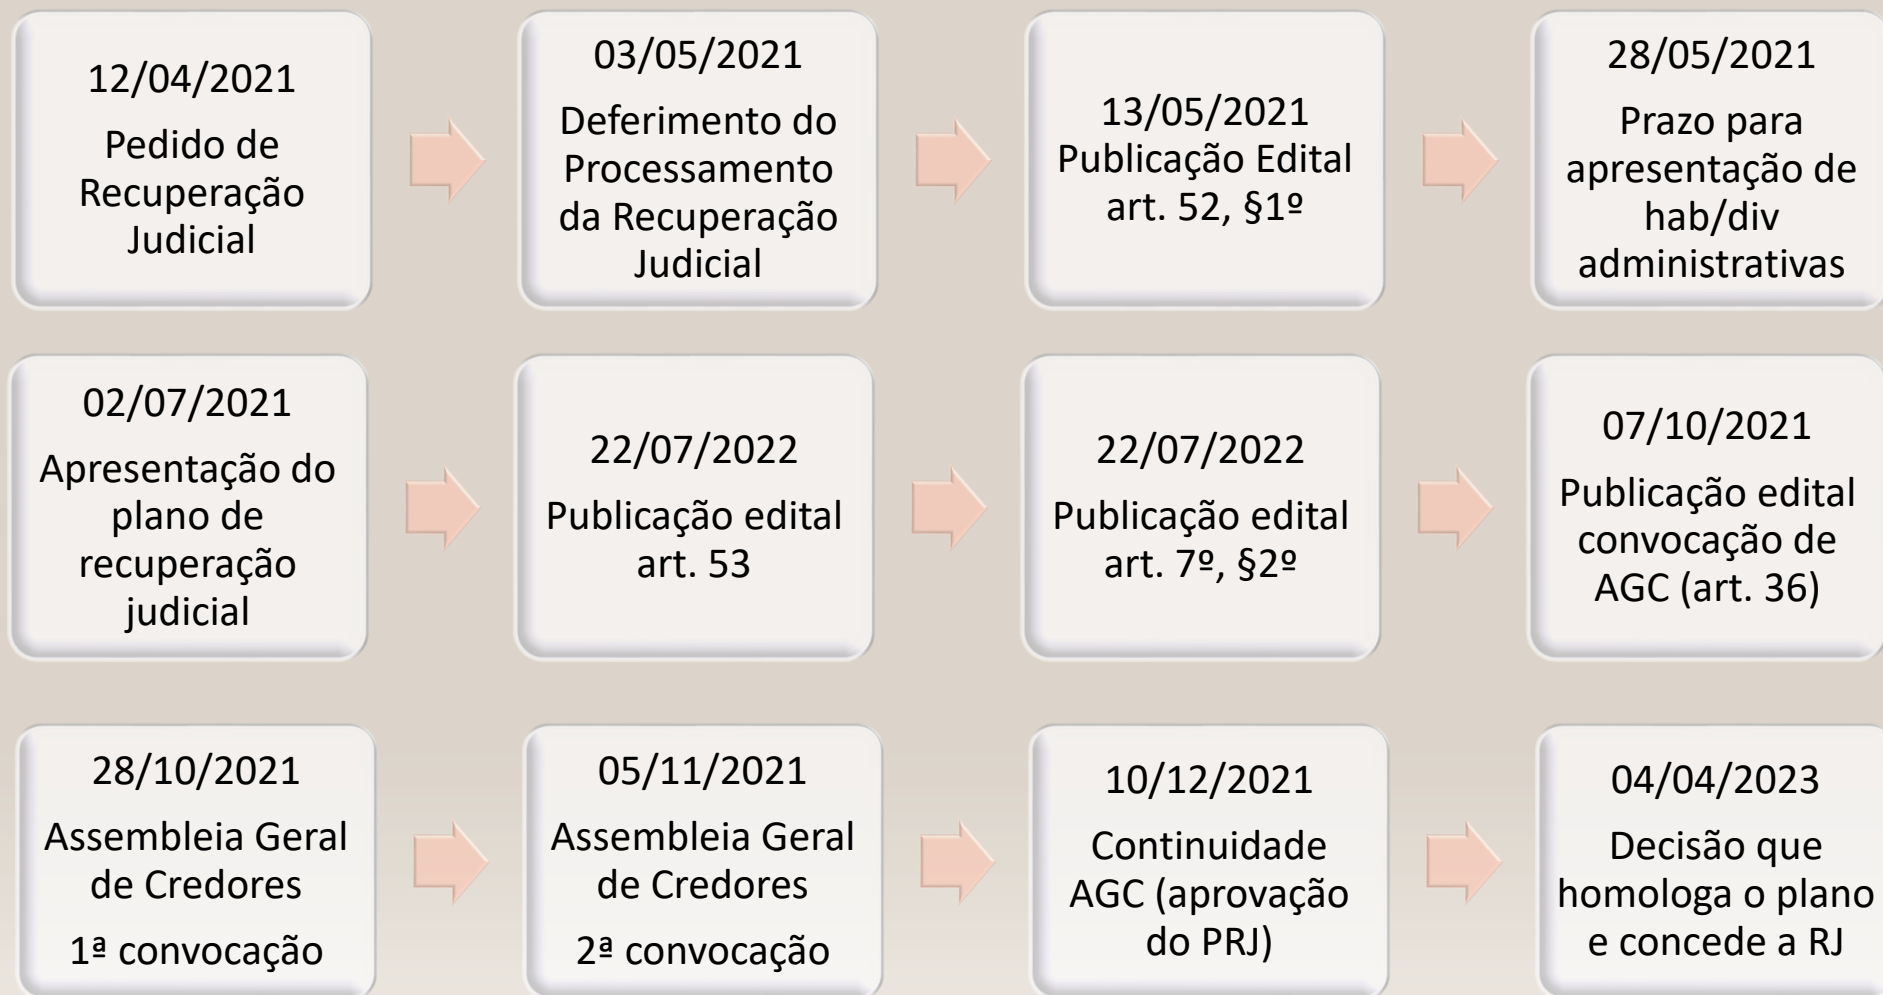 12/04/2021
Pedido de
Recuperação
Judicial
03/05/2021
Deferimento do
Processamento
da Recuperação
Judicial
13/05/2021
Publicação Edital
art. 52, §1º
28/05/2021
Prazo para
apresentação de
hab/div
administrativas
02/07/2021
Apresentação do
plano de
recuperação
judicial
22/07/2022
Publicação edital
art. 53
22/07/2022
Publicação edital
art. 7º, §2º
07/10/2021
Publicação edital
convocação de
AGC (art. 36)
28/10/2021
Assembleia Geral
de Credores
1ª convocação
05/11/2021
Assembleia Geral
de Credores
2ª convocação
10/12/2021
Continuidade
AGC (aprovação
do PRJ)
04/04/2023
Decisão que
homologa o plano
e concede a RJ